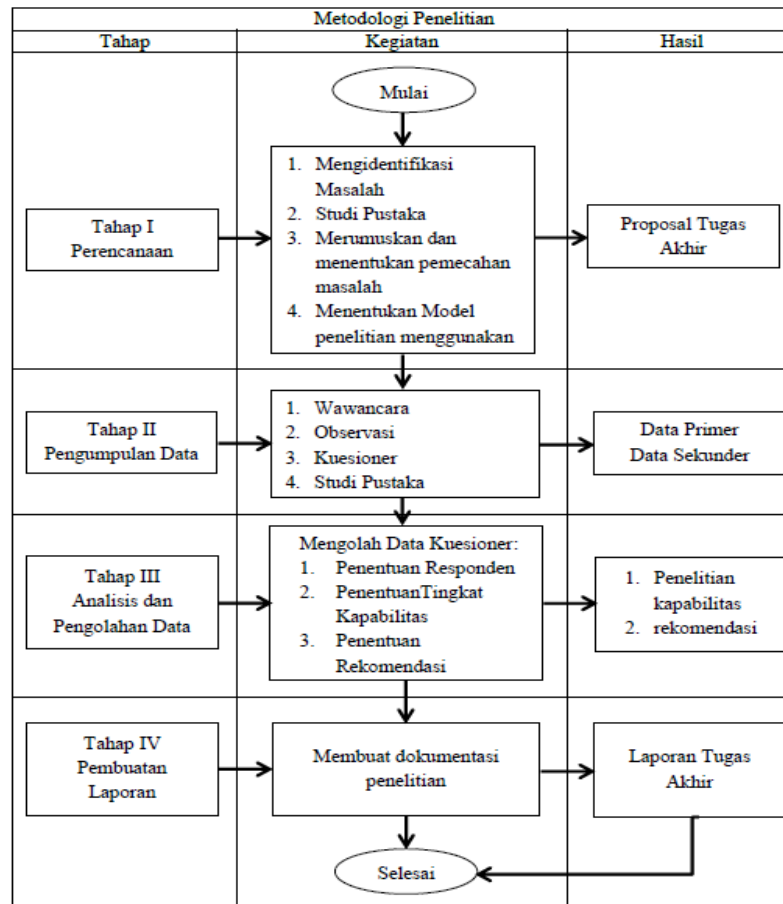 Metodologi Penelitian
Tahap
Kegiatan
Hasil
Mulai
Tahap I
Perencanaan
1. Mengidentifikasi
Masalah
2. Studi Pustaka
3. Merumuskan dan
menentukan pemecahan
masalah
4. Menentukan Model
penelitian menggunakan
Proposal Tugas
Akhir
Tahap II
Pengumpulan Data
1. Wawancara
2. Observasi
3. Kuesioner
4. Studi Pustaka
Data Primer
Data Sekunder
Tahap III
Analisis dan
Pengolahan Data
Mengolah Data Kuesioner:
1. Penentuan Responden
2. PenentuanTingkat
Kapabilitas
3. Penentuan
Rekomendasi
1. Penelitian
kapabilitas
2. rekomendasi
Tahap IV
Pembuatan
Laporan
Membuat dokumentasi
penelitian
Laporan Tugas
Akhir
Selesai